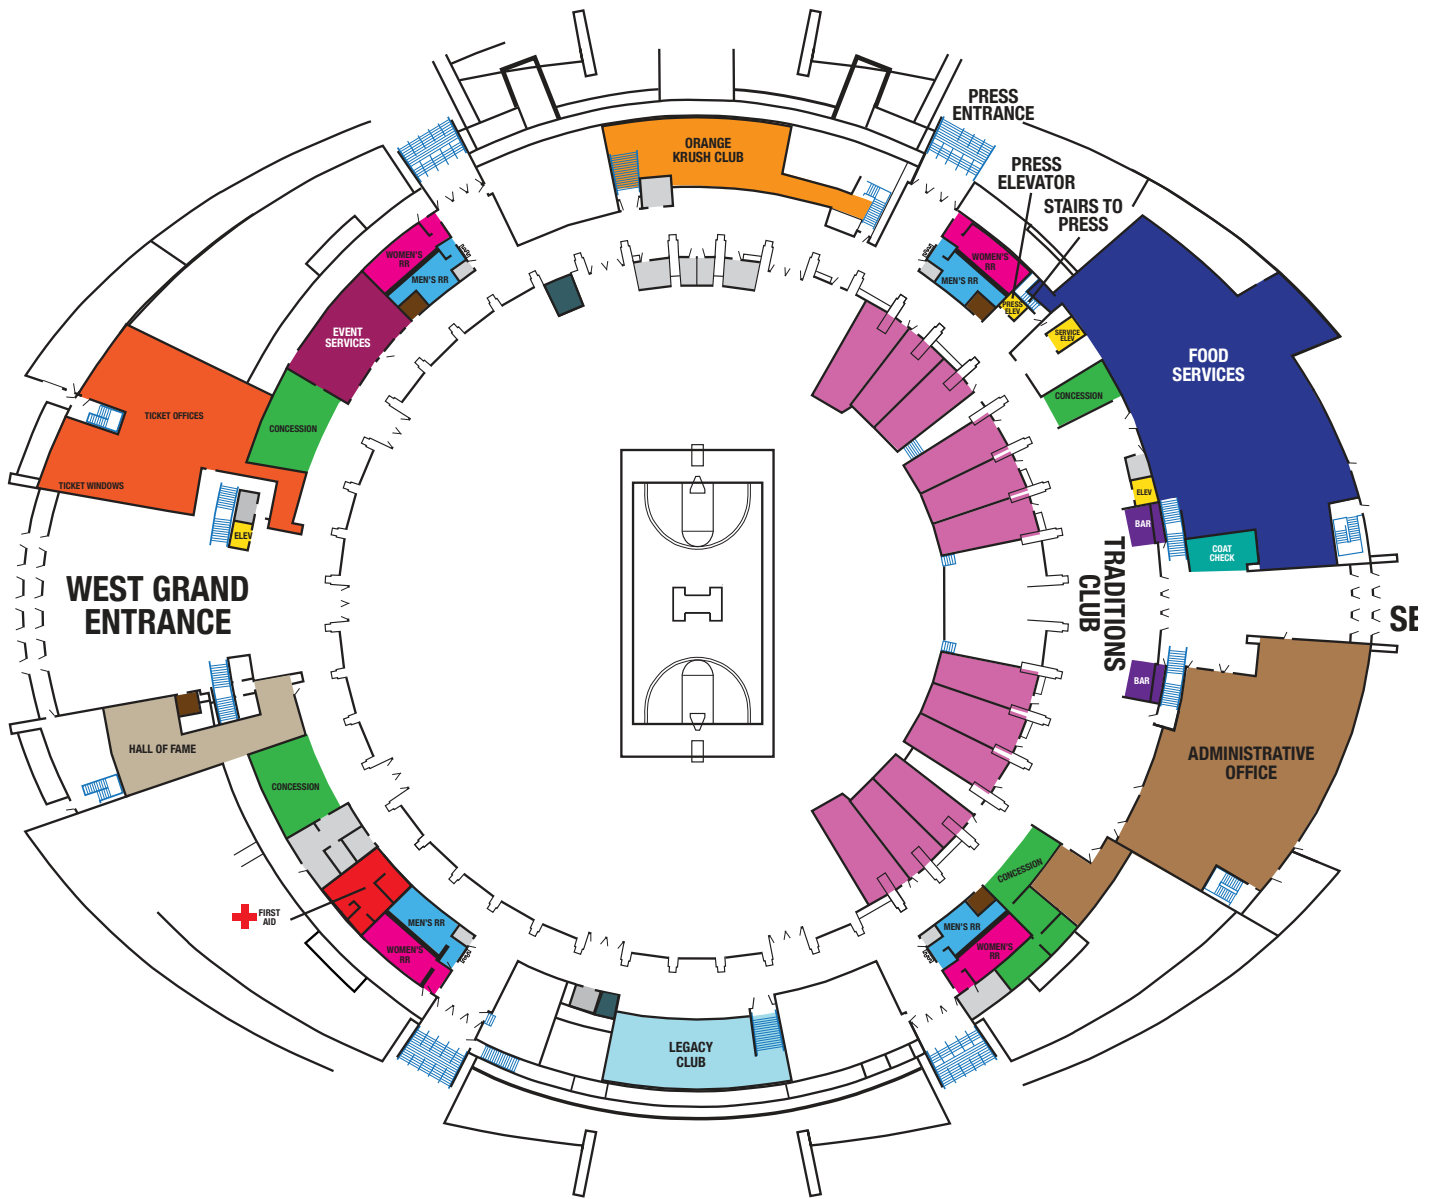 PRESS
ENTRANCE
ORANGE
KRUSH CLUB
PRESS
ELEVATOR
STAIRS TO
PRESS
WOMEN'S
RR
MEN'S RR
WOMEN'S
RR
MEN'S RR
PRESS
ELEV
SERVICE
ELEV
EVENT
SERVICES
FOOD
SERVICES
CONCESSION
TICKET OFFICES
CONCESSION
TICKET WINDOWS
ELEV
ELEV
BAR
COAT
CHECK
WEST GRAND
ENTRANCE
TRADITIONS
CLUB
SE
BAR
HALL OF FAME
ADMINISTRATIVE
OFFICE
CONCESSION
CONCESSION
FIRST
AID
MEN'S RR
WOMEN'S
RR
MEN'S RR
WOMEN'S
RR
LEGACY
CLUB